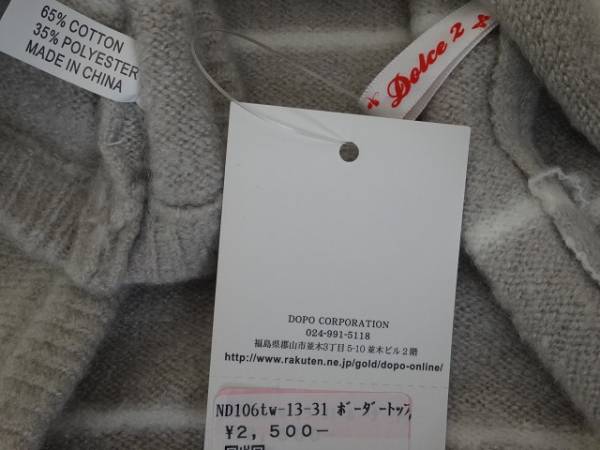 65% COTTON
35% POLYESTER
MADE IN CHINA
Dolce 2
DOPO CORPORATION
024-991-5118
福島県郡山市並木3丁目5-10 並木ビル2階
http://www.rakuten.ne.jp/gold/dopo-online/
ND106tw-13-31 ボーダートップ
¥2,500-